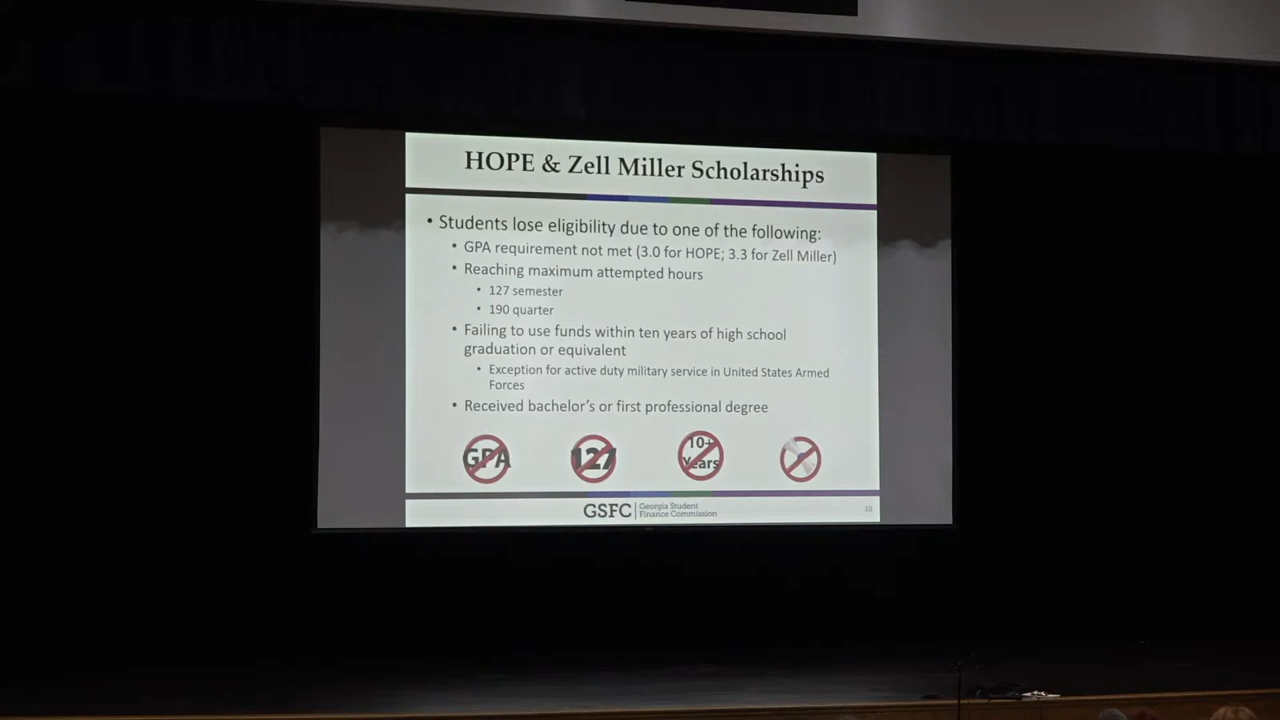 HOPE & Zell Miller Scholarships
• Students lose eligibility due to one of the following:
• GPA requirement not met (3.0 for HOPE; 3.3 for Zell Miller)
• Reaching maximum attempted hours
• 127 semester
• 190 quarter
• Failing to use funds within ten years of high school
graduation or equivalent
• Exception for active duty military service in United States Armed
Forces
• Received bachelor's or first professional degree
GPA
127
10+
Years
GSFC
Georgia Student
Finance Commission
10